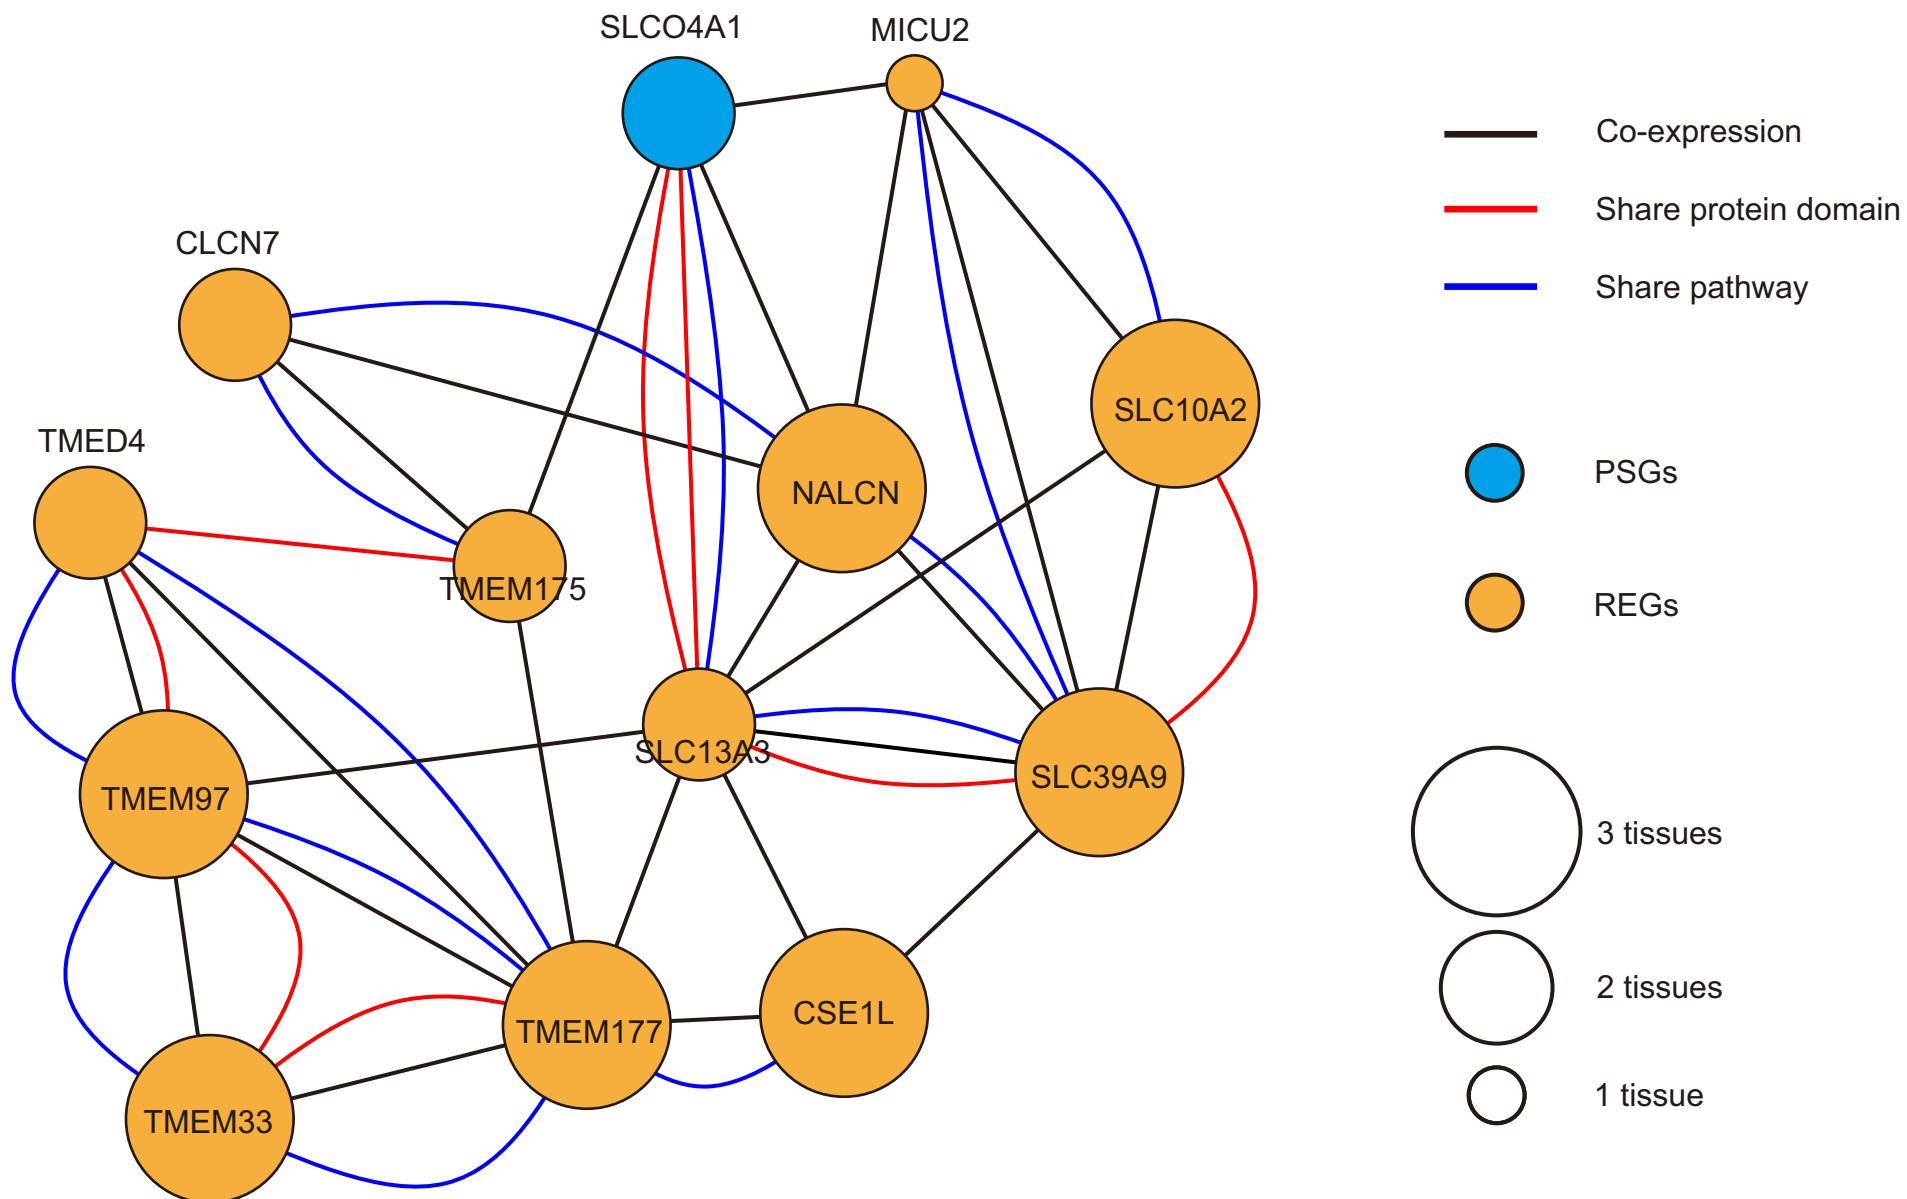 SLCO4A1
MICU2
CLCN7
TMED4
SLC10A2
NALCN
TMEM175
SLC13A3
SLC39A9
TMEM97
CSE1L
TMEM177
TMEM33
Co-expression
Share protein domain
Share pathway
PSGs
REGs
3 tissues
2 tissues
1 tissue